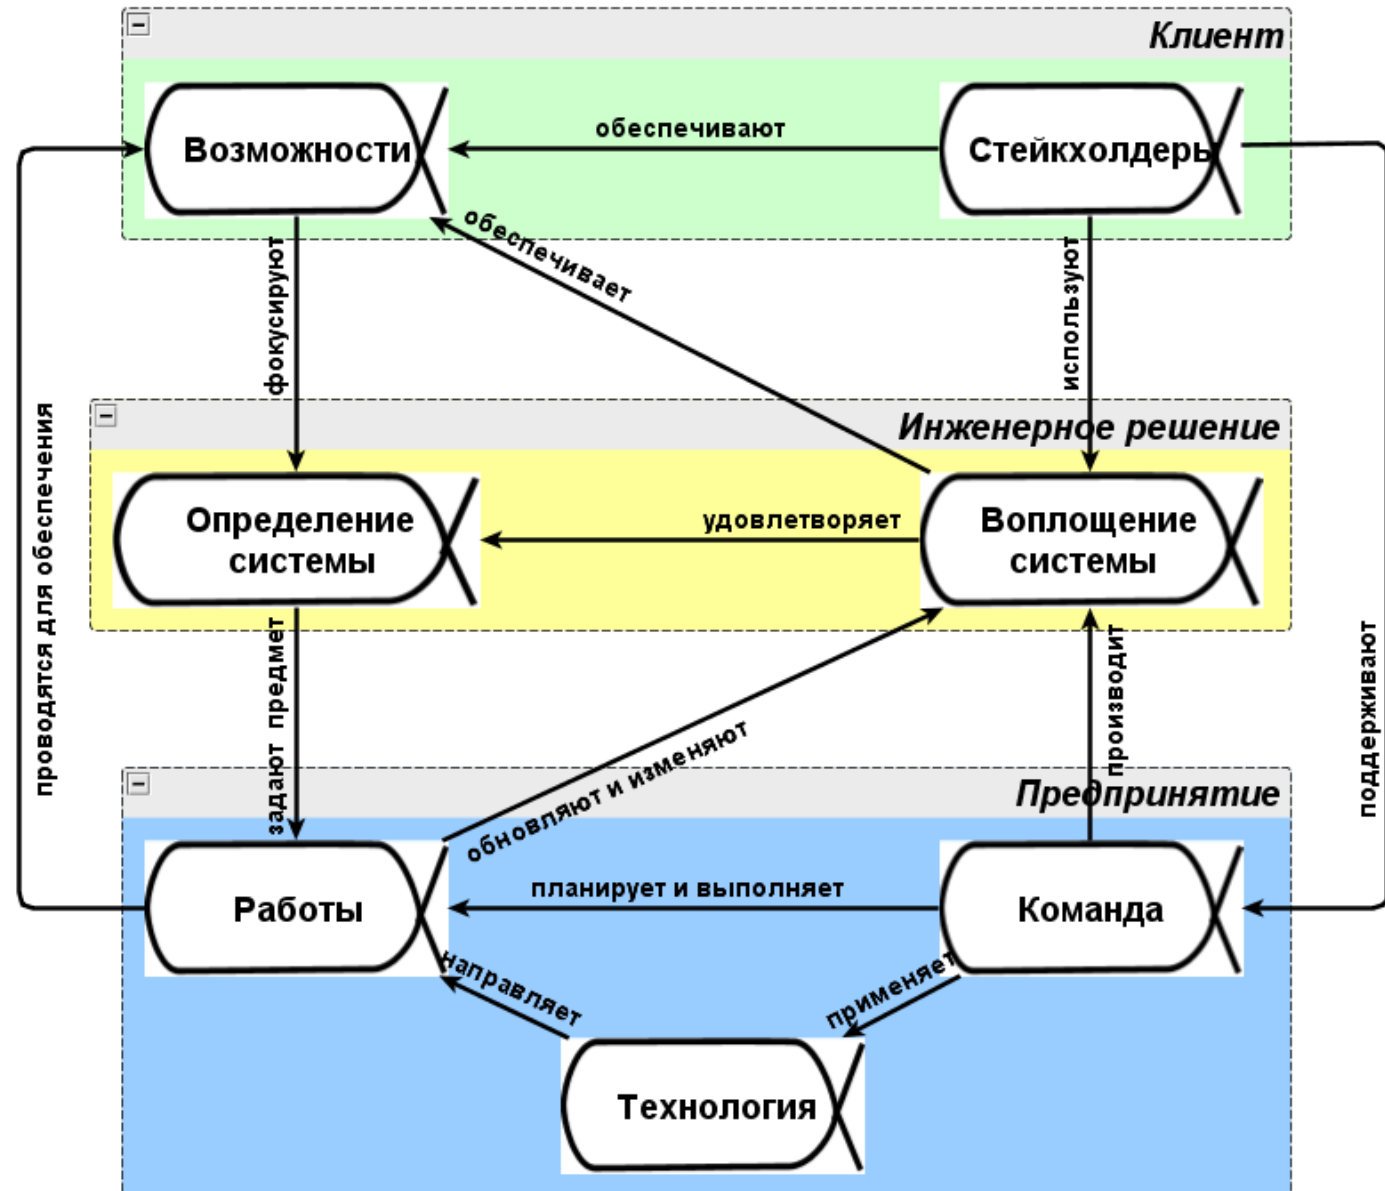 Клиент
Возможности
обеспечивают
Стейкхолдеры
фокусируют
обеспечивает
используют
Инженерное решение
Определение
системы
удовлетворяет
Воплощение
системы
проводятся для обеспечения
задают предмет
обновляют и изменяют
производит
поддерживают
Предпринятие
Работы
планирует и выполняет
Команда
направляет
применяет
Технология